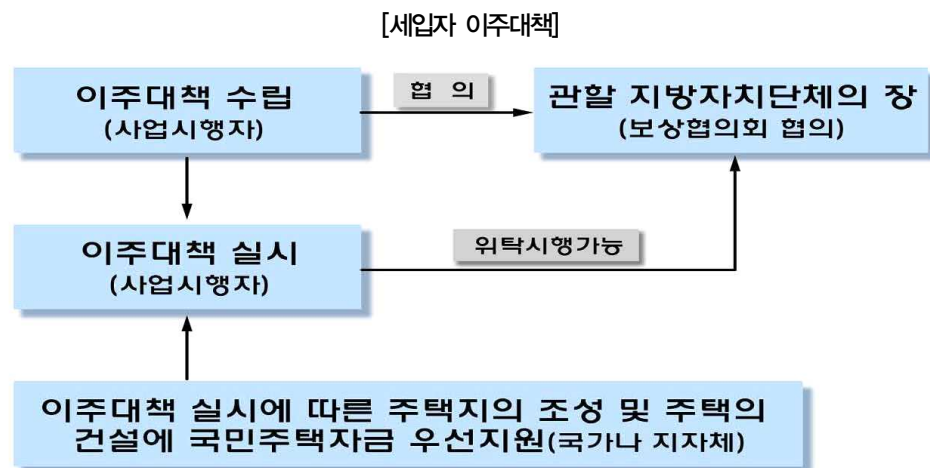 [세입자 이주대책]
이주대책 수립
(사업시행자)
협 의
관할 지방자치단체의 장
(보상협의회 협의)
이주대책 실시
(사업시행자)
위탁시행가능
이주대책 실시에 따른 주택지의 조성 및 주택의
건설에 국민주택자금 우선지원(국가나 지자체)